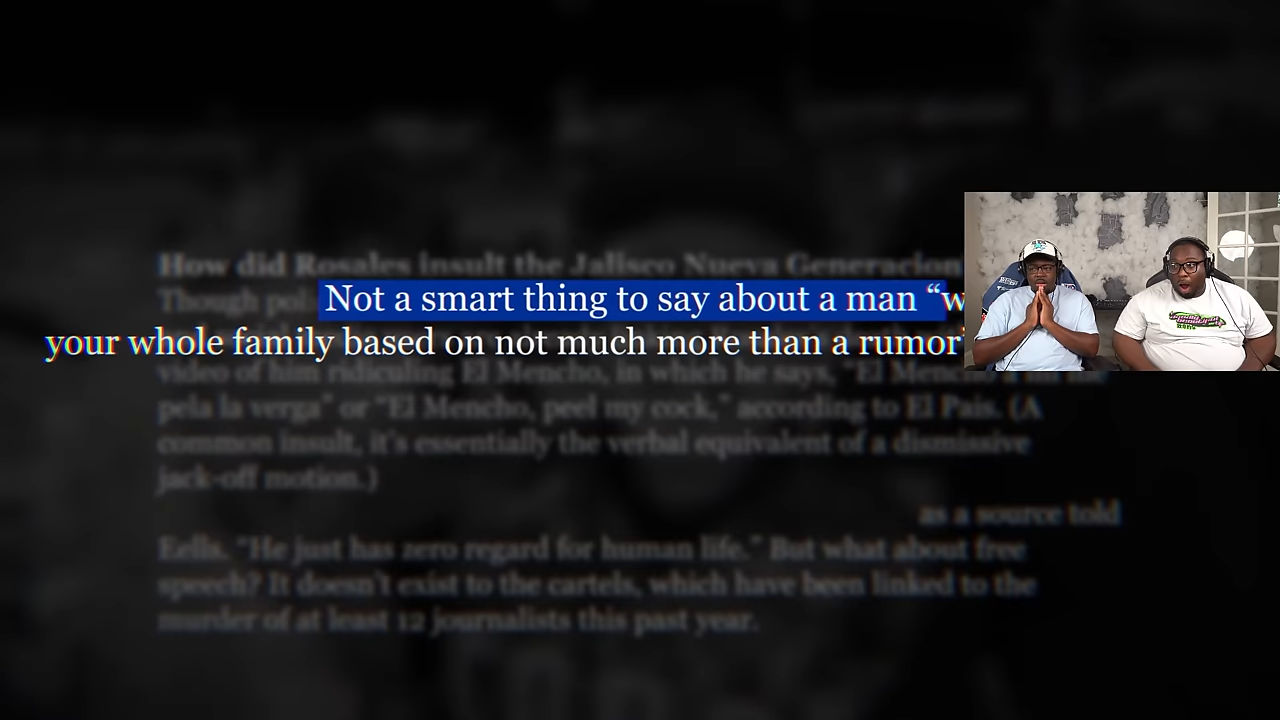 How did Rosales insult the Jalisco Nueva Generacion
Though
Not a smart thing to say about a man “w
your whole family based on not much more than a rumor
video of him ridiculing El Mencho, in which he says, “El Mencho a
pela la verga” or “El Mencho, peel my cock,” according to El Pais. (A
common insult, it’s essentially the verbal equivalent of a dismissive
jack-off motion.)
as a source told
Eells. “He just has zero regard for human life.” But what about free
speech? It doesn’t exist to the cartels, which have been linked to the
murder of at least 12 journalists this past year.